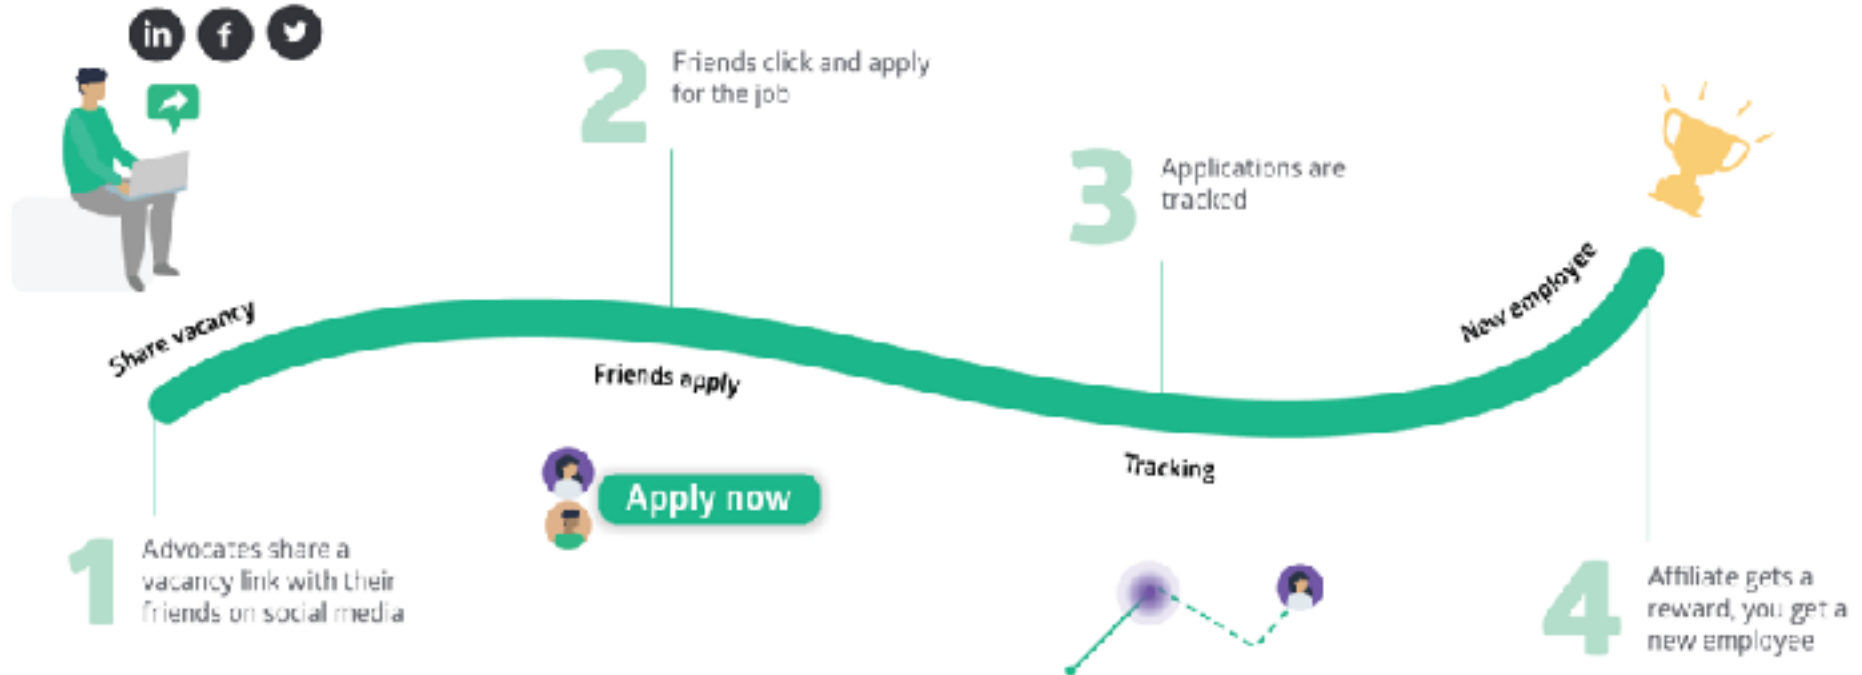 in f
2
Friends click and apply
for the job
3
Applications are
tracked
Share vacancy
New employee
Friends apply
Tracking
Apply now
1
Advocates share a
vacancy link with their
friends on social media
4
Affiliate gets a
reward, you get a
new employee